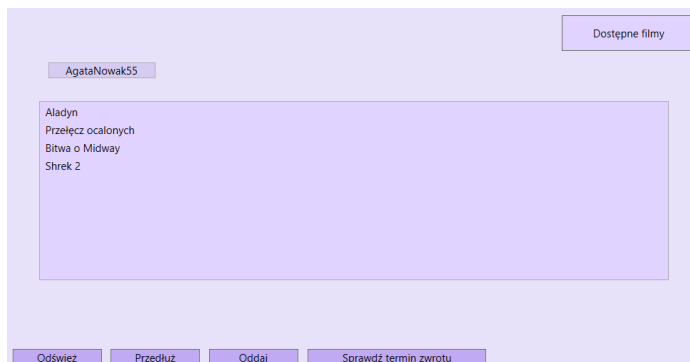 Dostępne filmy
AgataNowak55
Aladyn
Przełęcz ocalonych
Bitwa o Midway
Shrek 2
Odśwież Przedłuż Oddaj Sprawdź termin zwrotu